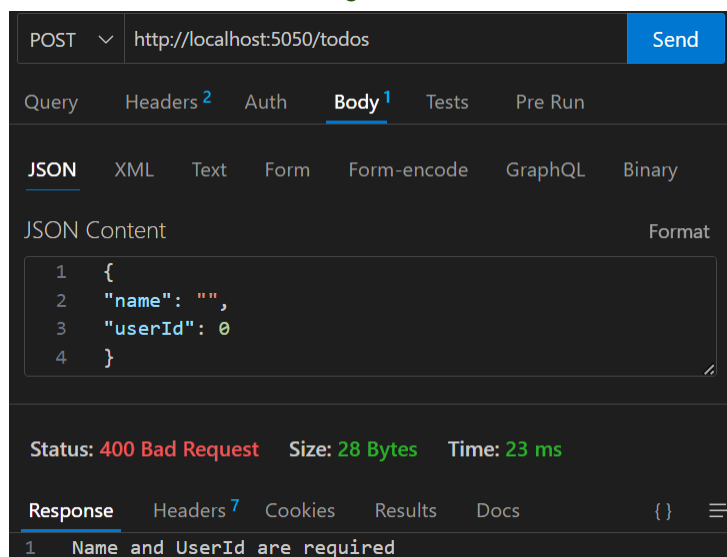 POST http://localhost:5050/todos Send
Query Headers 2 Auth Body 1 Tests Pre Run
JSON XML Text Form Form-encode GraphQL Binary
JSON Content Format
1 {
2 "name": "",
3 "userId": 0
4 }
Status: 400 Bad Request Size: 28 Bytes Time: 23 ms
Response Headers 7 Cookies Results Docs { }
1 Name and UserId are required